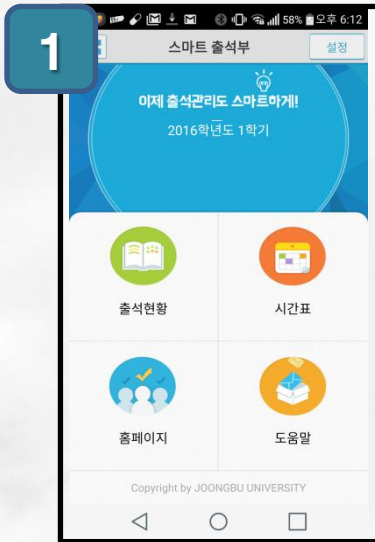 1
58% 오후 6:12
스마트 출석부
설정
이제 출석관리도 스마트하게!
2016학년도 1학기
출석현황
시간표
홈페이지
도움말
Copyright by JOONGBU UNIVERSITY